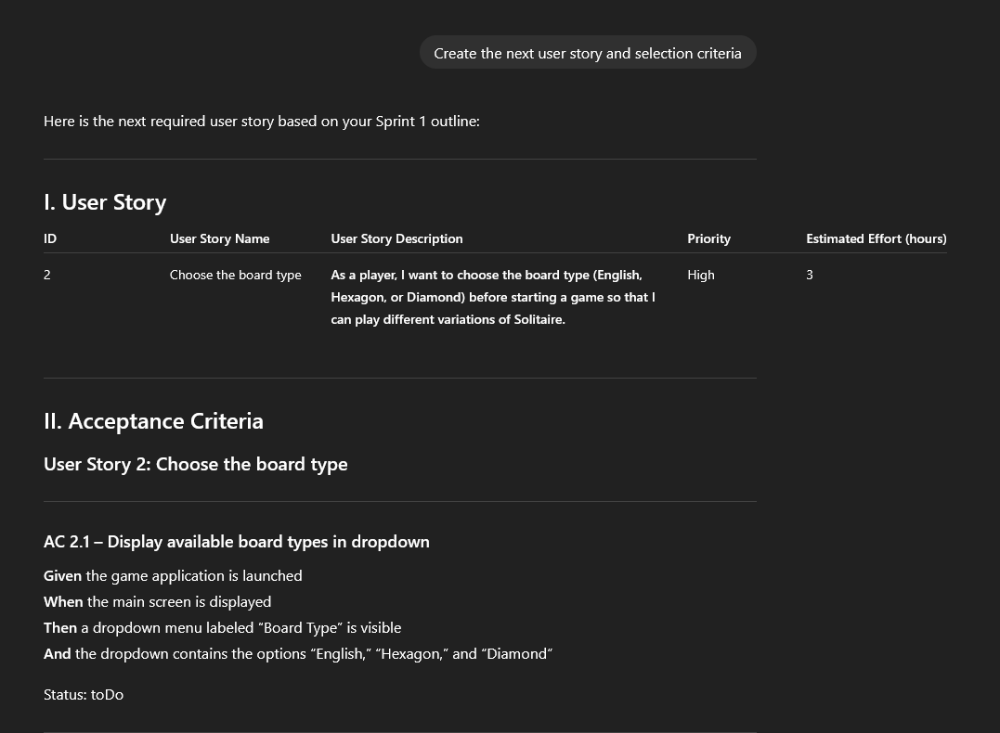 Create the next user story and selection criteria
Here is the next required user story based on your Sprint 1 outline:
I. User Story
ID User Story Name User Story Description Priority Estimated Effort (hours)
2 Choose the board type As a player, I want to choose the board type (English, High 3
Hexagon, or Diamond) before starting a game so that I
can play different variations of Solitaire.
II. Acceptance Criteria
User Story 2: Choose the board type
AC 2.1 – Display available board types in dropdown
Given the game application is launched
When the main screen is displayed
Then a dropdown menu labeled “Board Type” is visible
And the dropdown contains the options “English,” “Hexagon,” and “Diamond”
Status: toDo